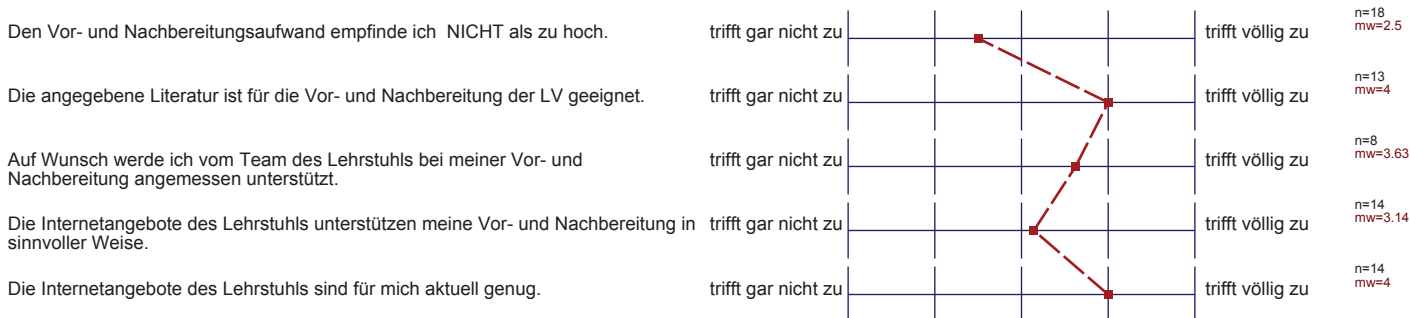 Den Vor- und Nachbereitungsaufwand empfinde ich NICHT als zu hoch.
trifft gar nicht zu
trifft völlig zu
n=18
mw=2.5
Die angegebene Literatur ist für die Vor- und Nachbereitung der LV geeignet.
trifft gar nicht zu
trifft völlig zu
n=13
mw=4
Auf Wunsch werde ich vom Team des Lehrstuhls bei meiner Vor- und
Nachbereitung angemessen unterstützt.
trifft gar nicht zu
trifft völlig zu
n=8
mw=3.63
Die Internetangebote des Lehrstuhls unterstützen meine Vor- und Nachbereitung in
sinnvoller Weise.
trifft gar nicht zu
trifft völlig zu
n=14
mw=3.14
Die Internetangebote des Lehrstuhls sind für mich aktuell genug.
trifft gar nicht zu
trifft völlig zu
n=14
mw=4